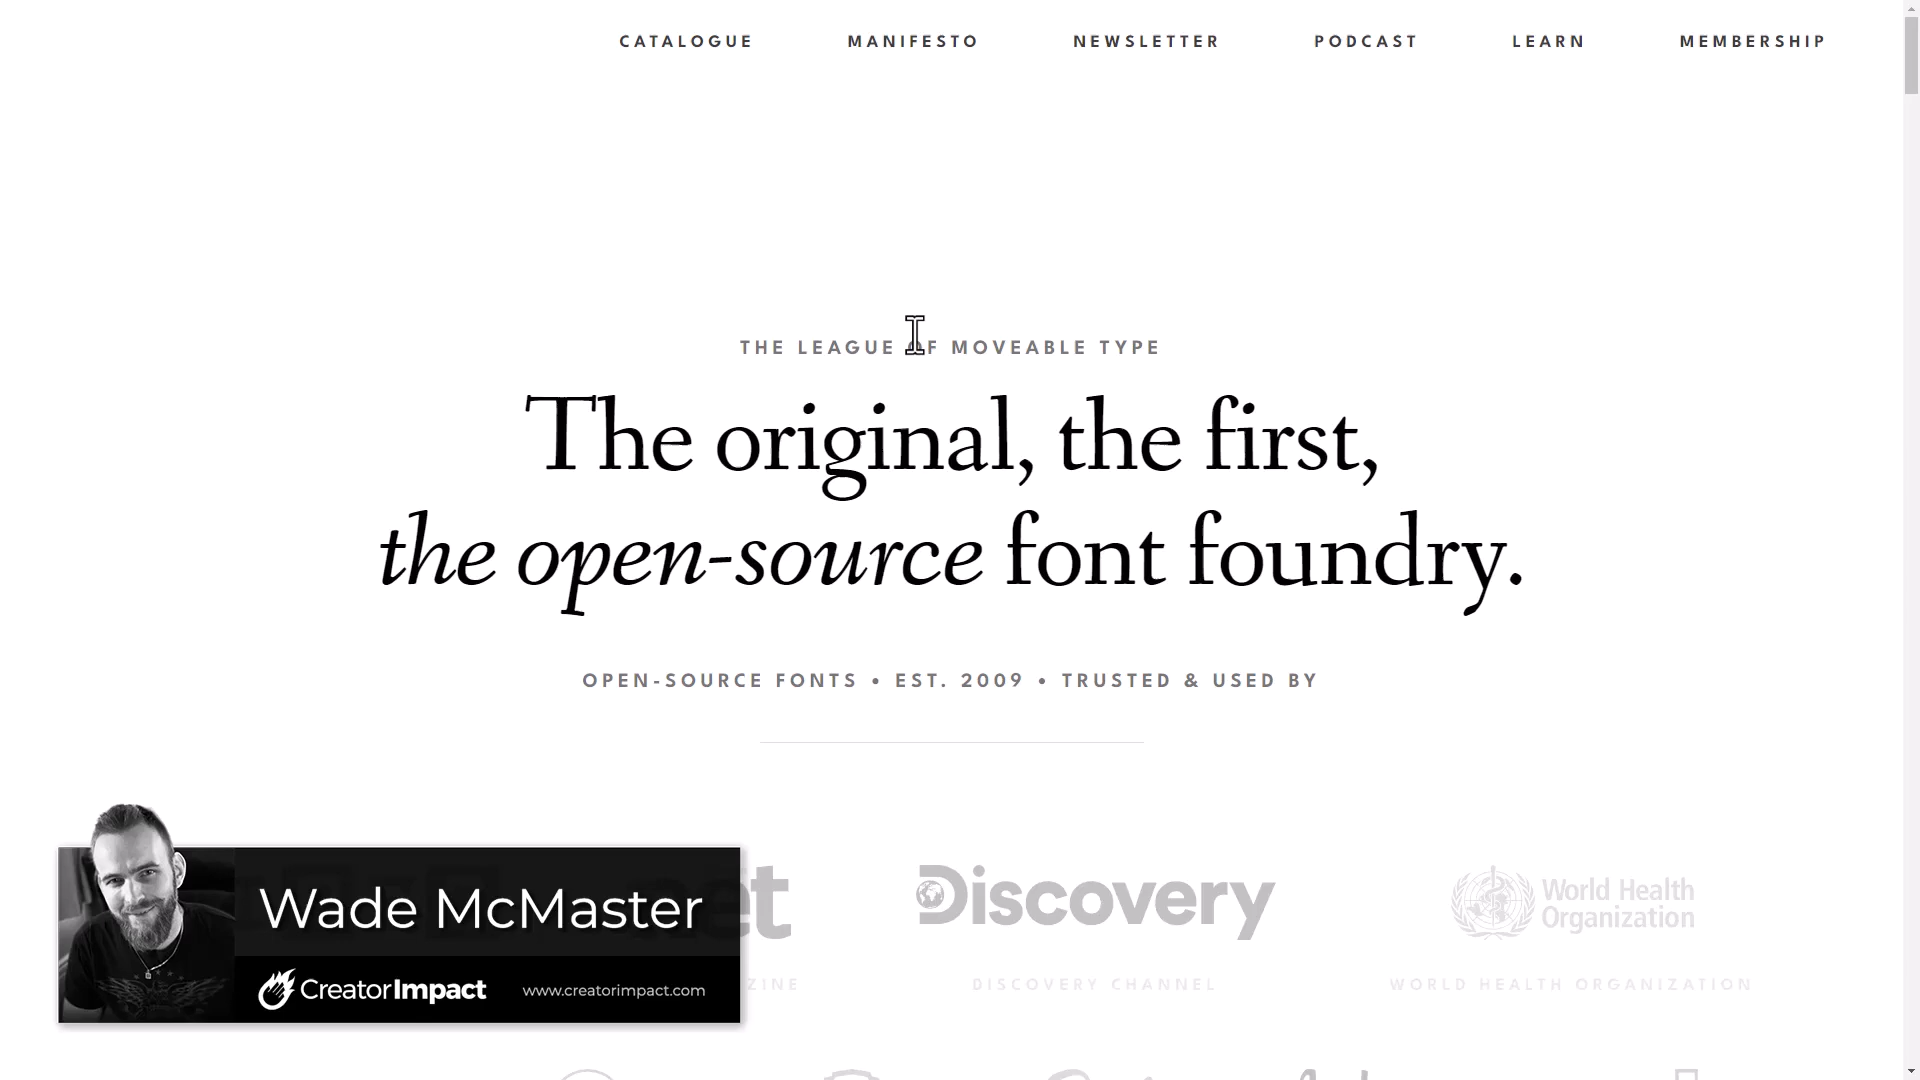 CATALOGUE MANIFESTO NEWSLETTER PODCAST LEARN MEMBERSHIP
THE LEAGUE OF MOVEABLE TYPE
The original, the first,
the open-source font foundry.
OPEN-SOURCE FONTS • EST. 2009 • TRUSTED & USED BY
Discovery
World Health
Organization
DISCOVERY CHANNEL
WORLD HEALTH ORGANIZATION
Wade McMaster
CreatorImpact
www.creatorimpact.com